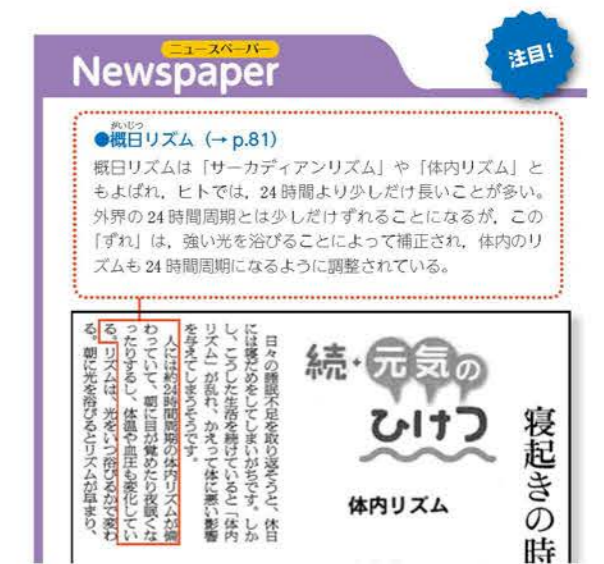 ニュースペーパー
Newspaper
注目!
がいじつ
●概日リズム (→ p.81)
概日リズムは「サーカディアンリズム」や「体内リズム」と
もよばれ,ヒトでは,24時間より少しだけ長いことが多い。
外界の24時間周期とは少しだけずれることになるが,この
「ずれ」は,強い光を浴びることによって補正され,体内のリ
ズムも24時間周期になるように調整されている。
寝起きの時
続・元気の
ひけつ
体内リズム
日々の睡眠不足を取り返そうと、休日
には寝だめをしてしまいがちです。しか
し、こうした生活を続けていると「体内
リズム」が乱れ、かえって体に悪い影響
を与えてしまうそうです。
人には約24時間周期の体内リズムが備
わっていて、朝に目が覚めたり夜眠くな
ったりするし、体温や血圧も変化してい
る。リズムは、光をいつ浴びるかで変わ
る。朝に光を浴びるとリズムが早まり、